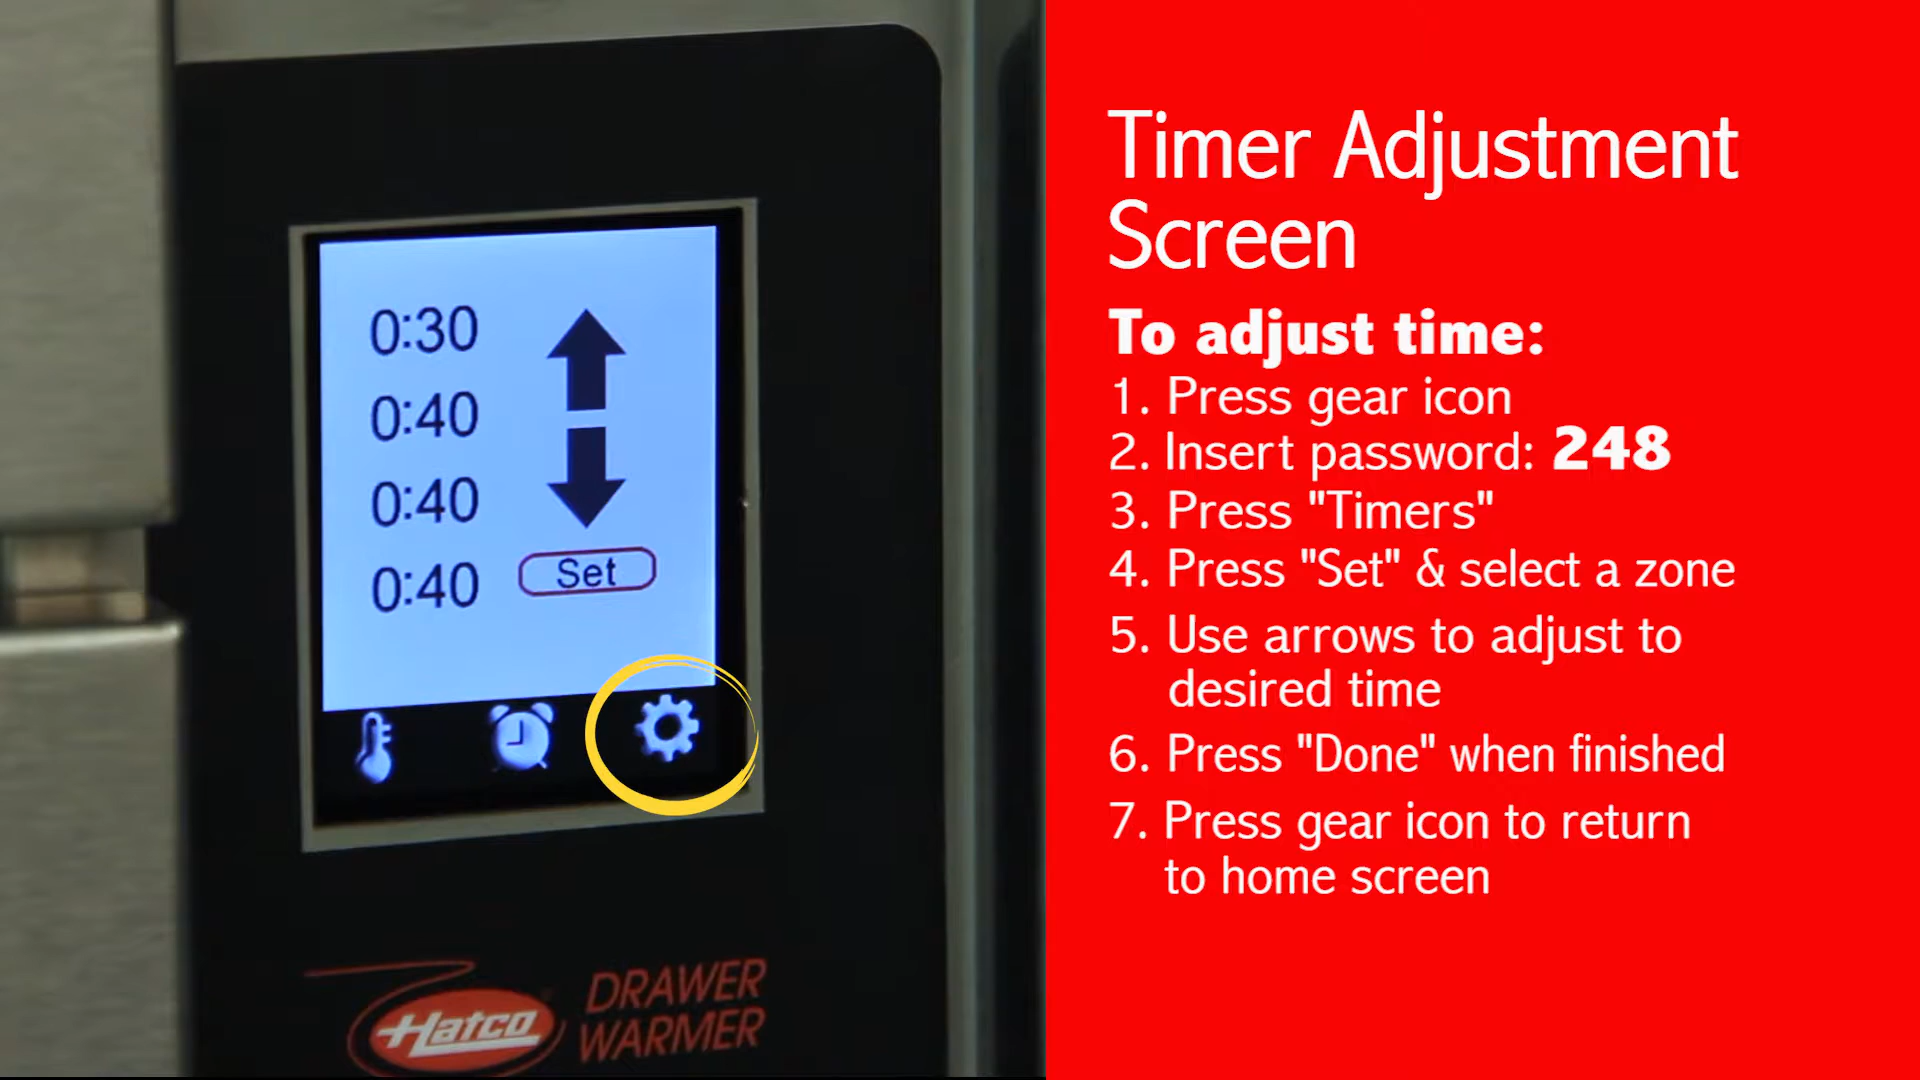 0:30
0:40
0:40
0:40
Set
Hatco
DRAWER
WARMER
Timer Adjustment
Screen
To adjust time:
1. Press gear icon
2. Insert password: 248
3. Press "Timers"
4. Press "Set" & select a zone
5. Use arrows to adjust to
desired time
6. Press "Done" when finished
7. Press gear icon to return
to home screen